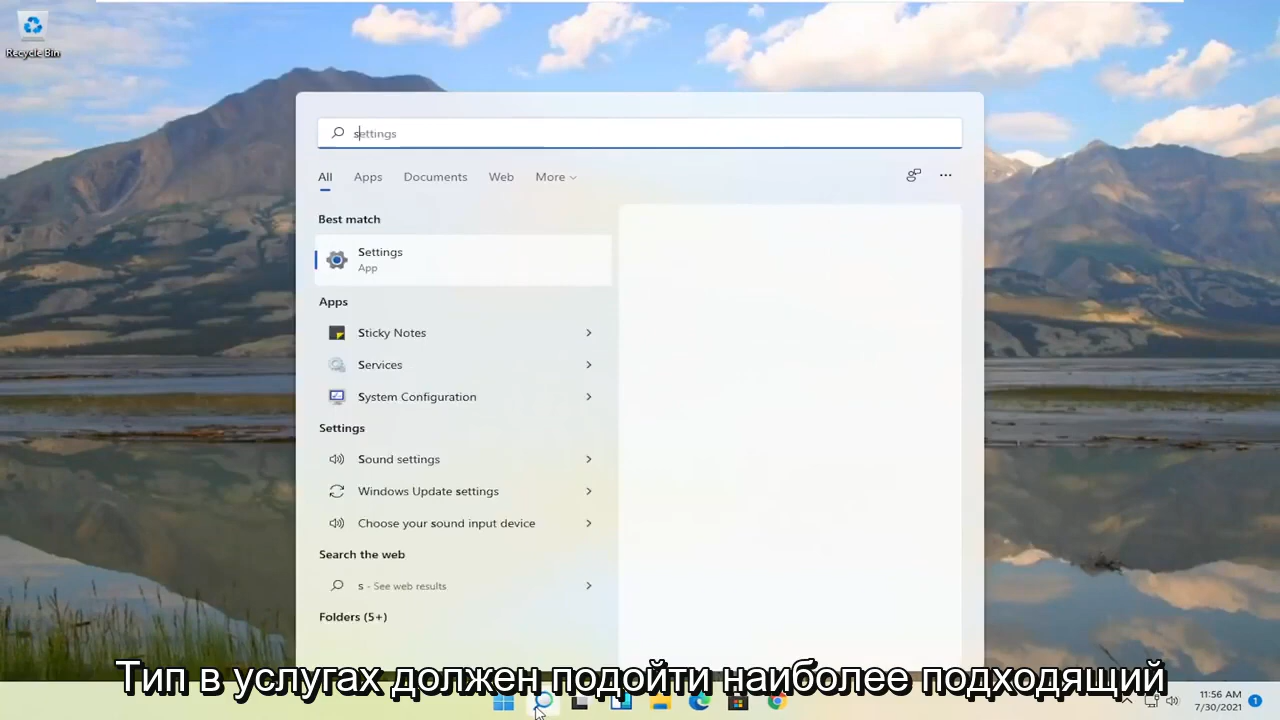 Recycle Bin
settings
All Apps Documents Web More
Best match
Settings
App
Apps
Sticky Notes
Services
System Configuration
Settings
Sound settings
Windows Update settings
Choose your sound input device
Search the web
s - See web results
Folders (5+)
Тип в услугах должен подойти наиболее подходящий
11:56 AM
7/30/2021
1